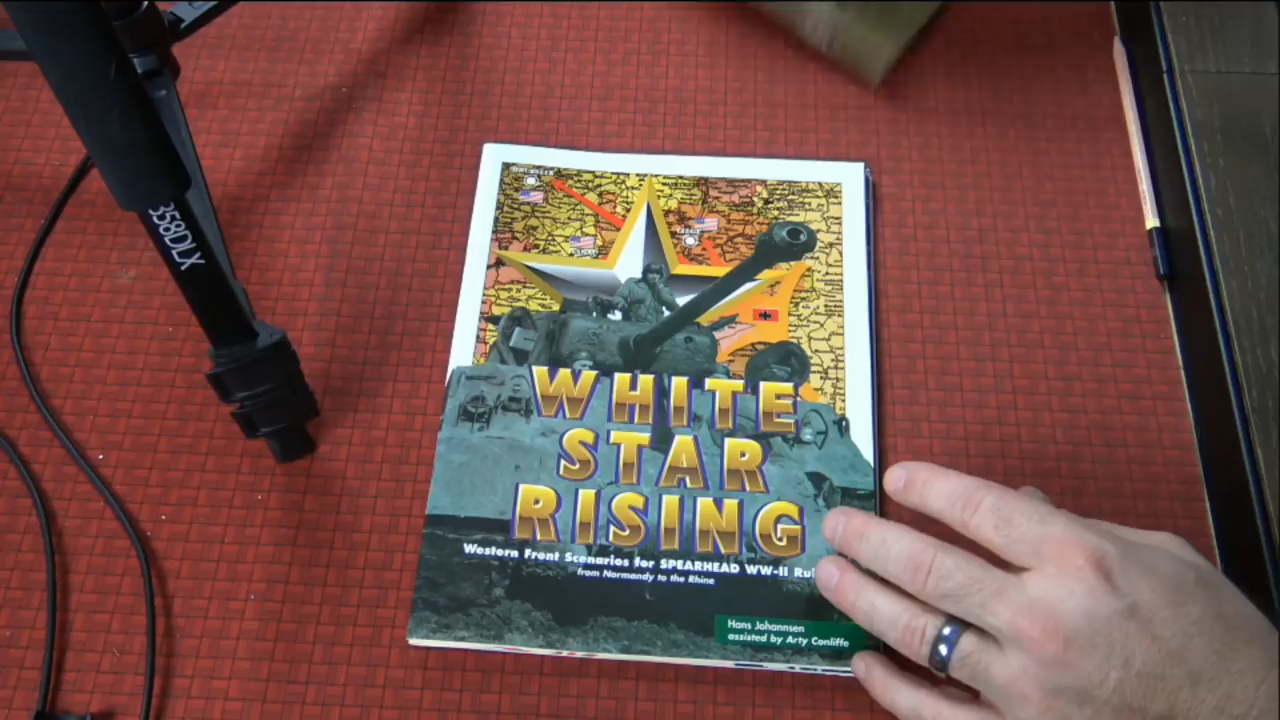 358DLX
WHITE
STAR
RISING
Western Front Scenarios for SPEARHEAD WW-II
from Normandy to the Rhine
Hans Johannsen
assisted by Arty Conliffe